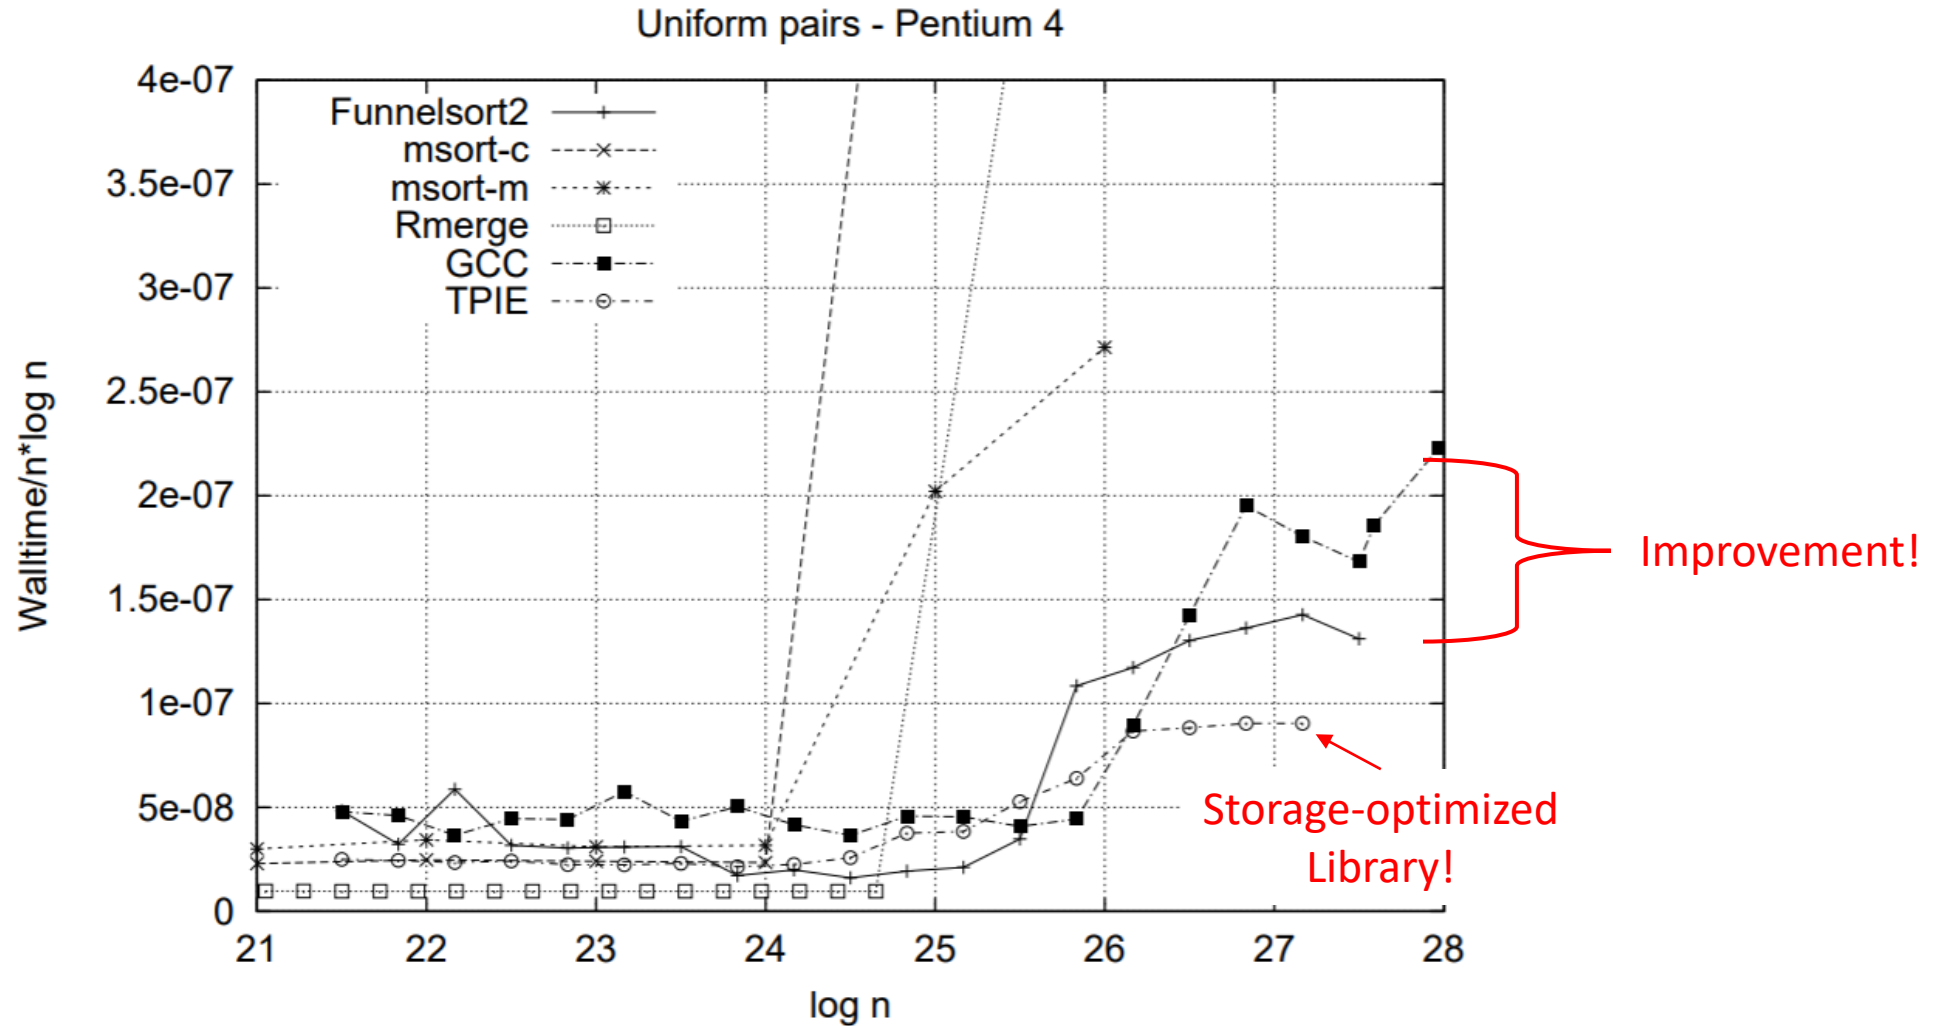 Uniform pairs - Pentium 4
4e-07
3.5e-07
3e-07
2.5e-07
2e-07
1.5e-07
1e-07
5e-08
0
Walltime/n*log n
Funnelsort2
msort-c
msort-m
Rmerge
GCC
TPIE
Improvement!
Storage-optimized
Library!
21 22 23 24 25 26 27 28
log n